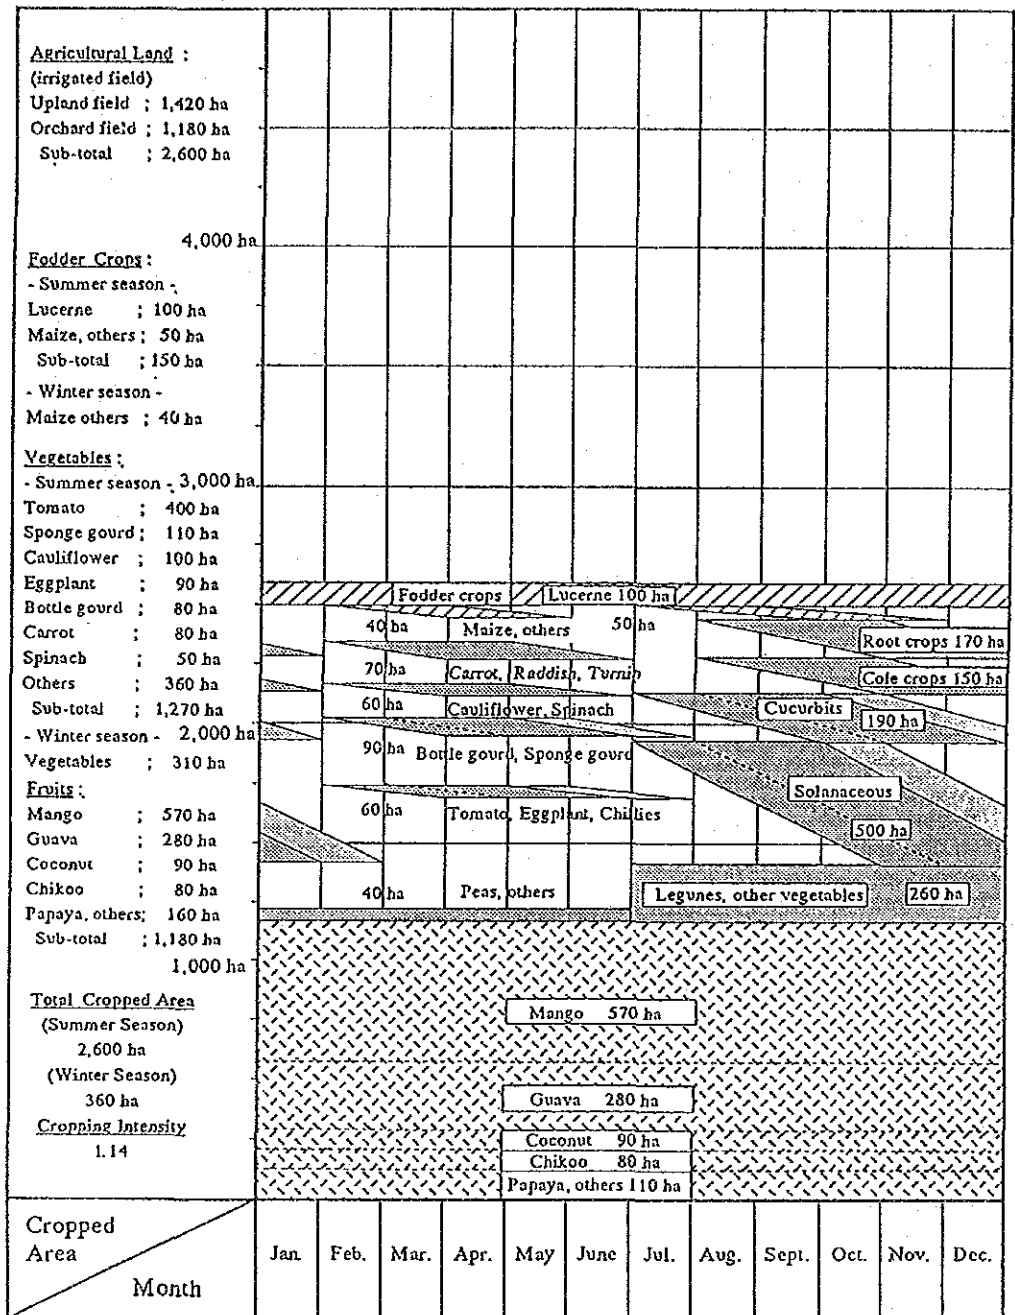 Agricultural Land :
(irrigated field)
Upland field ; 1,420 ha
Orchard field ; 1,180 ha
Sub-total ; 2,600 ha
4,000 ha
Fodder Crops :
- Summer season -
Lucerne ; 100 ha
Maize, others ; 50 ha
Sub-total ; 150 ha
- Winter season -
Maize others ; 40 ha
Vegetables ;
- Summer season - 3,000 ha
Tomato ; 400 ha
Sponge gourd ; 110 ha
Cauliflower ; 100 ha
Eggplant ; 90 ha
Bottle gourd ; 80 ha
Carrot ; 80 ha
Spinach ; 50 ha
Others ; 360 ha
Sub-total ; 1,270 ha
- Winter season - 2,000 ha
Vegetables ; 310 ha
Fruits ;
Mango ; 570 ha
Guava ; 280 ha
Coconut ; 90 ha
Chikoo ; 80 ha
Papaya, others; 160 ha
Sub-total ; 1,180 ha
1,000 ha
Total Cropped Area
(Summer Season)
2,600 ha
(Winter Season)
360 ha
Cropping Intensity
1.14
Fodder crops Lucerne 100 ha
40 ha Maize, others 50 ha
Root crops 170 ha
70 ha Carrot, Raddish, Turnip
Cole crops 150 ha
60 ha Cauliflower, Spinach
Cucurbits
190 ha
90 ha Bottle gourd, Sponge gourd
Solanaceous
60 ha Tomato, Eggplant, Chillies
500 ha
40 ha Peas, others
Legunes, other vegetables 260 ha
Mango 570 ha
Guava 280 ha
Coconut 90 ha
Chikoo 80 ha
Papaya, others 110 ha
Cropped
Area
Month
Jan. Feb. Mar. Apr. May June Jul. Aug. Sept. Oct. Nov. Dec.